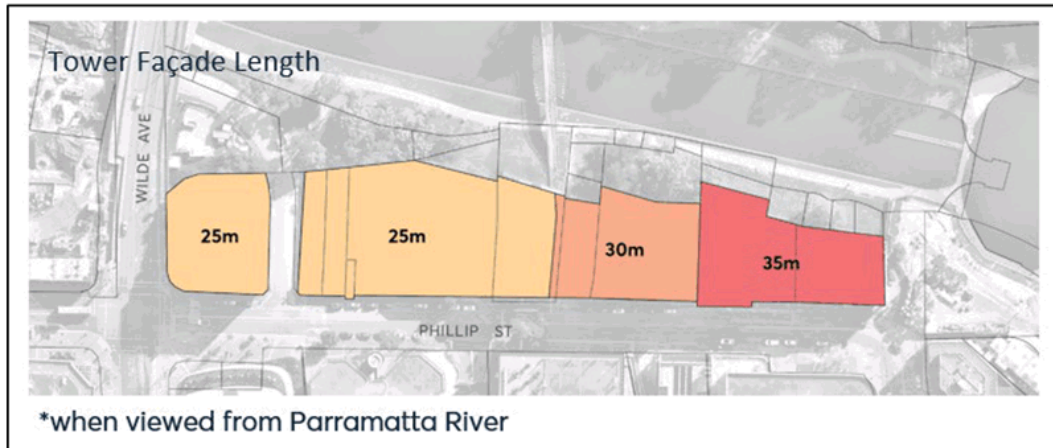 Tower Façade Length
WILDE AVE
25m
25m
30m
35m
PHILLIP ST
*when viewed from Parramatta River